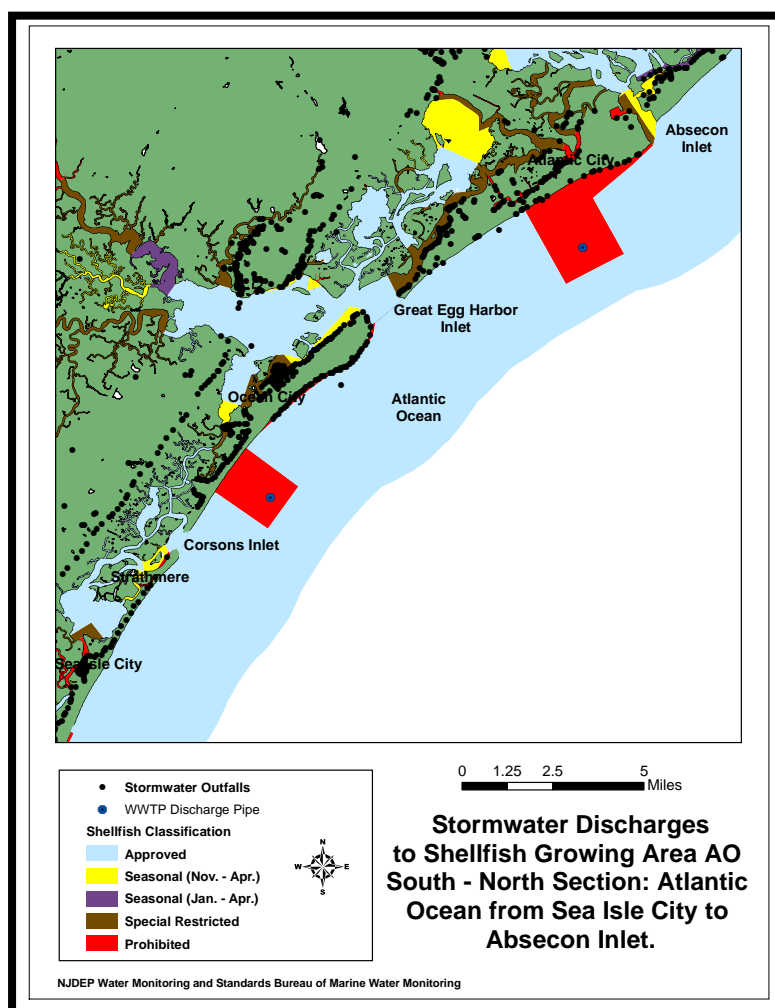 Absecon
Inlet
Atlantic City
Great Egg Harbor
Inlet
Ocean City
Atlantic
Ocean
Corsons Inlet
Strathmere
Sea Isle City
Stormwater Outfalls
WWTP Discharge Pipe
Shellfish Classification
Approved
Seasonal (Nov. - Apr.)
Seasonal (Jan. - Apr.)
Special Restricted
Prohibited
N
W E
S
0 1.25 2.5 5
Miles
Stormwater Discharges
to Shellfish Growing Area AO
South - North Section: Atlantic
Ocean from Sea Isle City to
Absecon Inlet.
NJDEP Water Monitoring and Standards Bureau of Marine Water Monitoring